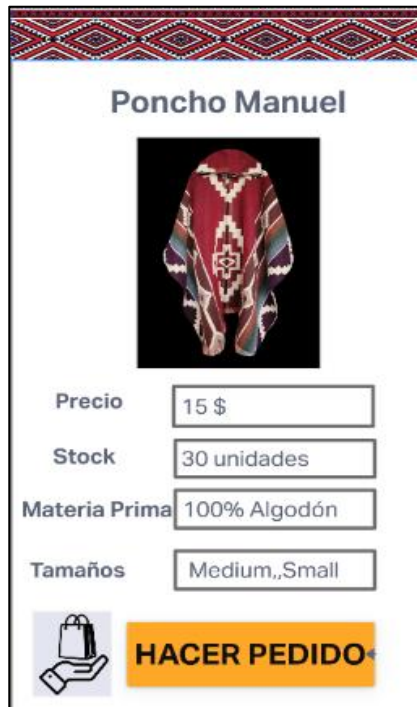 Poncho Manuel
Precio 15 $
Stock 30 unidades
Materia Prima 100% Algodón
Tamaños Medium,,Small
HACER PEDIDO